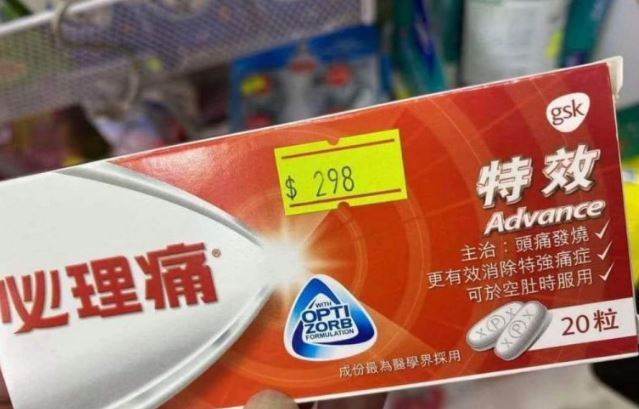 gsk
$ 298
特效
Advance
主治：頭痛發燒 ✓
更有效消除特強痛症 ✓
可於空肚時服用 ✓
必理痛®
WITH
OPTI
ZORB
FORMULATION
XPX
XPX
20粒
成份最為醫學界採用